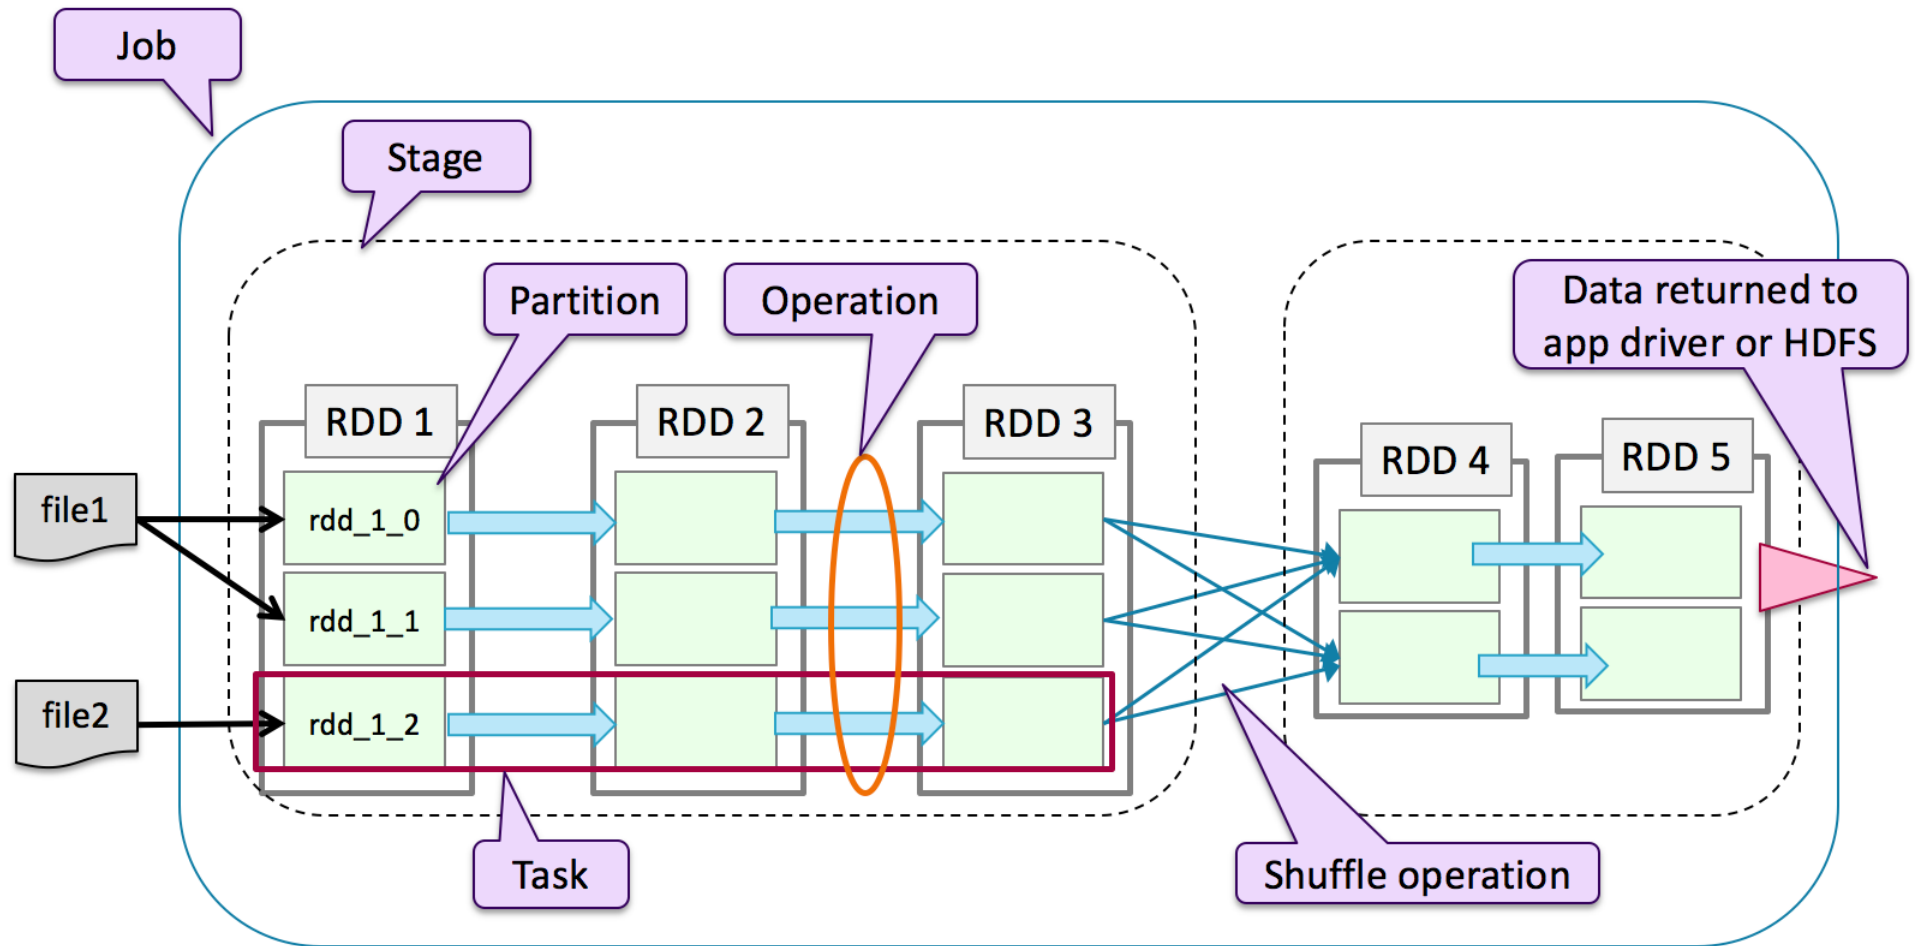 Job
Stage
Partition
Operation
Data returned to
app driver or HDFS
RDD 1
RDD 2
RDD 3
RDD 4
RDD 5
file1
rdd_1_0
rdd_1_1
file2
rdd_1_2
Task
Shuffle operation